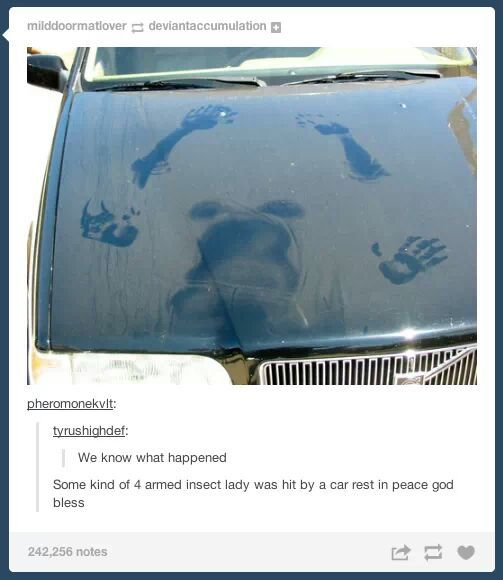 milddoormatlover deviantaccumulation
pheromonekvlt:
tyrushighdef:
We know what happened
Some kind of 4 armed insect lady was hit by a car rest in peace god
bless
242,256 notes